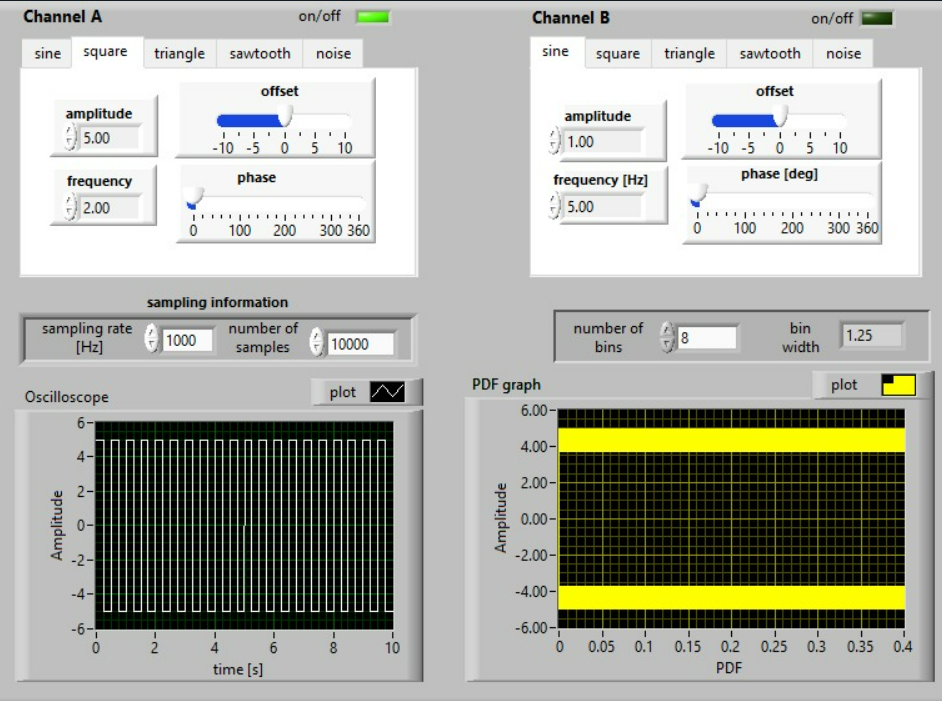 Channel A
on/off
sine square triangle sawtooth noise
amplitude
5.00
offset
-10 -5 0 5 10
frequency
2.00
phase
0 100 200 300 360
Channel B
on/off
sine square triangle sawtooth noise
amplitude
1.00
offset
-10 -5 0 5 10
frequency [Hz]
5.00
phase [deg]
0 100 200 300 360
sampling information
sampling rate
[Hz]
1000
number of
samples
10000
number of
bins
8
bin
width
1.25
Oscilloscope
plot
6
4
2
0
-2
-4
-6
Amplitude
0 2 4 6 8 10
time [s]
PDF graph
plot
6.00
4.00
2.00
0.00
-2.00
-4.00
-6.00
Amplitude
0 0.05 0.1 0.15 0.2 0.25 0.3 0.35 0.4
PDF